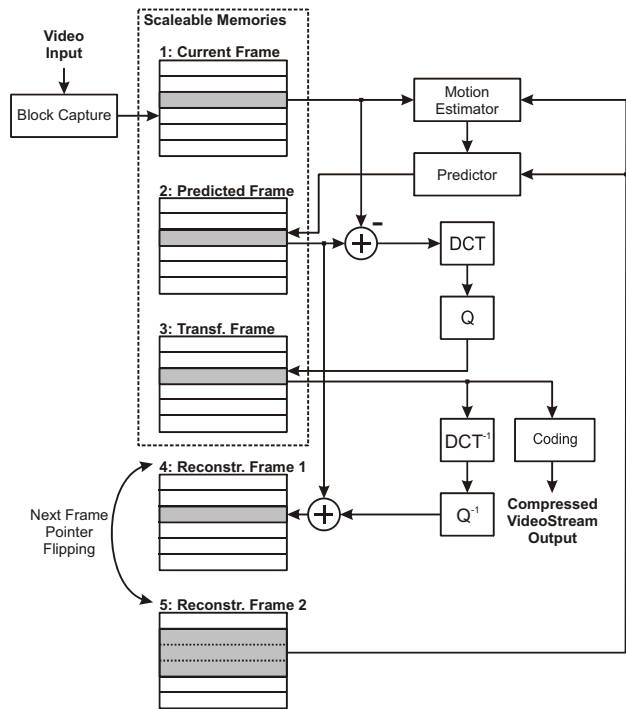 Scaleable Memories
Video
Input
1: Current Frame
Block Capture
Motion
Estimator
Predictor
2: Predicted Frame
-
+
DCT
Q
3: Transf. Frame
DCT-1
Coding
4: Reconstr. Frame 1
Next Frame
Pointer
Flipping
+
Q-1
Compressed
VideoStream
Output
5: Reconstr. Frame 2